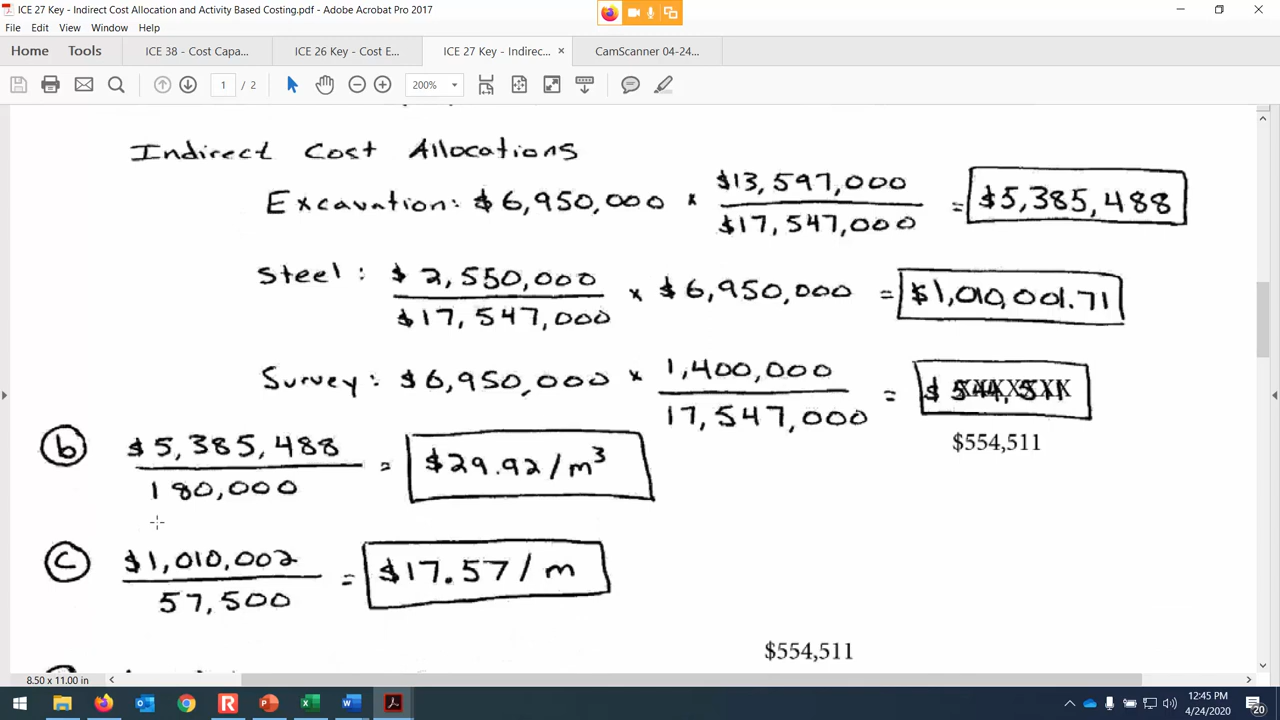 ICE 27 Key - Indirect Cost Allocation and Activity Based Costing.pdf - Adobe Acrobat Pro 2017
File Edit View Window Help
Home Tools ICE 38 - Cost Capa... ICE 26 Key - Cost E... ICE 27 Key - Indirec... × CamScanner 04-24...
1 / 2 200%
Indirect Cost Allocations
Excavation: $6,950,000 × $13,597,000 / $17,547,000 = $5,385,488
Steel: $2,550,000 / $17,547,000 × $6,950,000 = $1,010,001.71
Survey: $6,950,000 × 1,400,000 / 17,547,000 = $544,511
$554,511
b $5,385,488 / 180,000 = $29.92/m³
c $1,010,002 / 57,500 = $17.57/m
$554,511
8.50 x 11.00 in
12:45 PM
4/24/2020
20